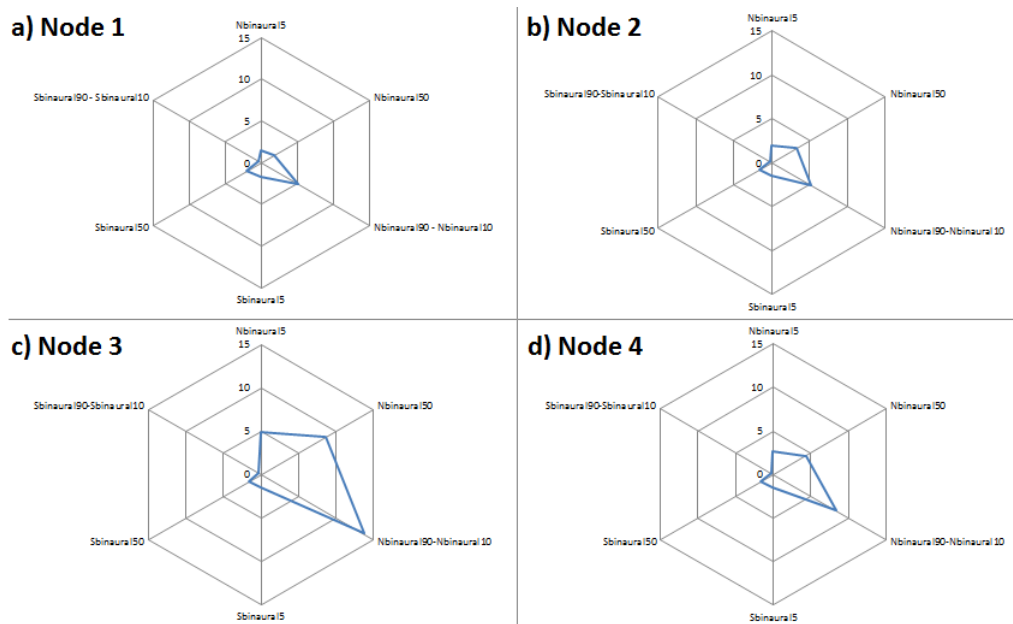 a) Node 1
Nbinaural5
15
10
5
0
Sbinaural90 - Sbinaural10
Nbinaural50
Sbinaural50
Nbinaural90 - Nbinaural10
Sbinaural5
b) Node 2
Nbinaural5
15
10
5
0
Sbinaural90-Sbinaural10
Nbinaural50
Sbinaural50
Nbinaural90-Nbinaural10
Sbinaural5
c) Node 3
Nbinaural5
15
10
5
0
Sbinaural90-Sbinaural10
Nbinaural50
Sbinaural50
Nbinaural90-Nbinaural10
Sbinaural5
d) Node 4
Nbinaural5
15
10
5
0
Sbinaural90-Sbinaural10
Nbinaural50
Sbinaural50
Nbinaural90-Nbinaural10
Sbinaural5